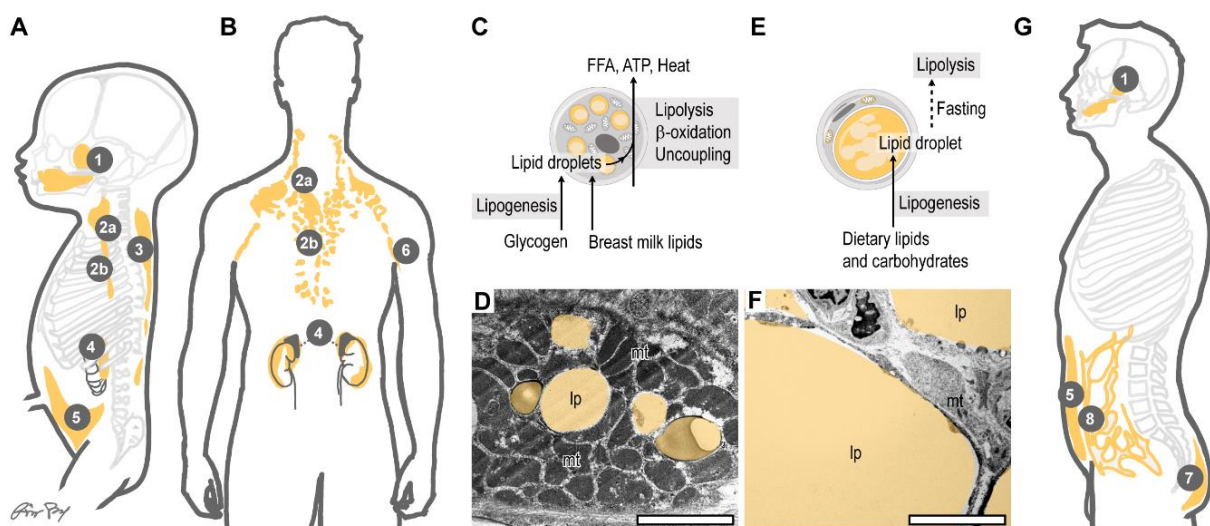 A
1
2a
3
2b
4
5
B
2a
2b
6
4
C
FFA, ATP, Heat
Lipolysis
β-oxidation
Uncoupling
Lipid droplets
Lipogenesis
Glycogen
Breast milk lipids
D
mt
lp
mt
E
Lipolysis
Fasting
Lipid droplet
Lipogenesis
Dietary lipids
and carbohydrates
F
lp
mt
lp
G
1
5
8
7